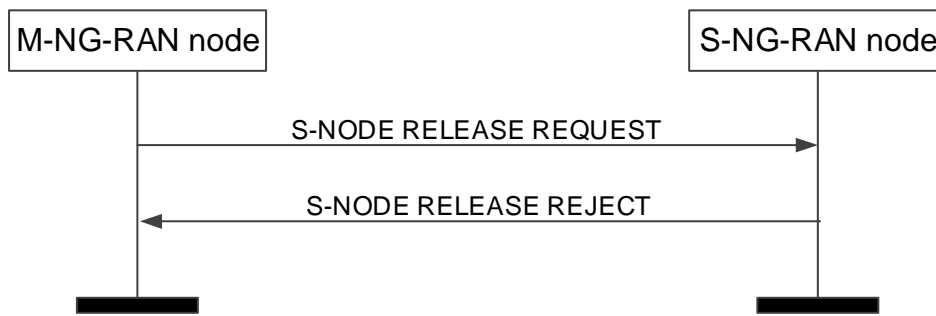 M-NG-RAN node
S-NG-RAN node
S-NODE RELEASE REQUEST
S-NODE RELEASE REJECT